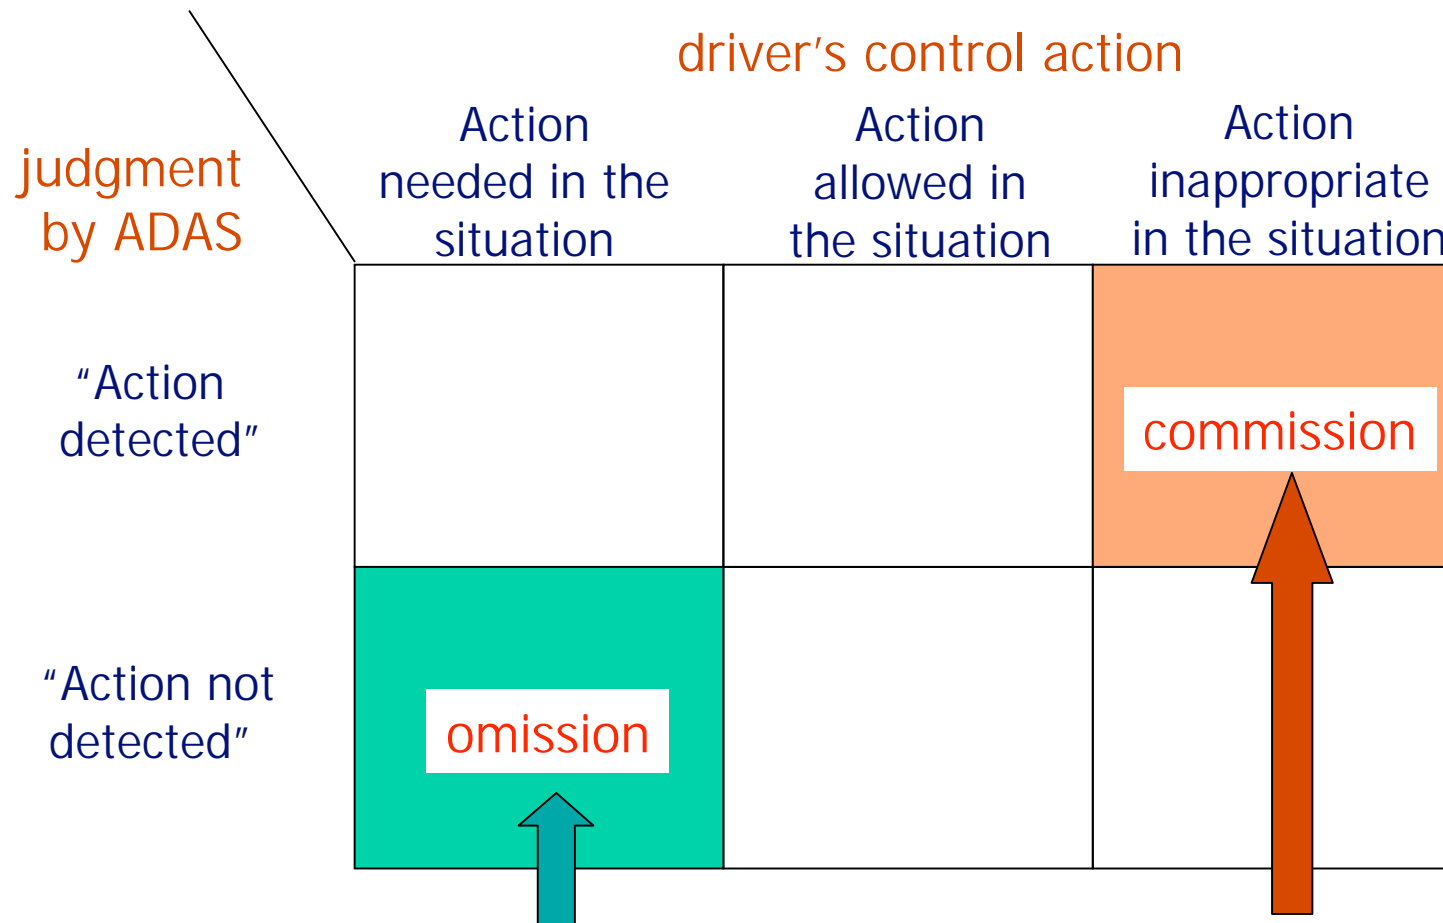 driver's control action
judgment
by ADAS
Action
needed in the
situation
Action
allowed in
the situation
Action
inappropriate
in the situation
“Action
detected”
commission
“Action not
detected”
omission